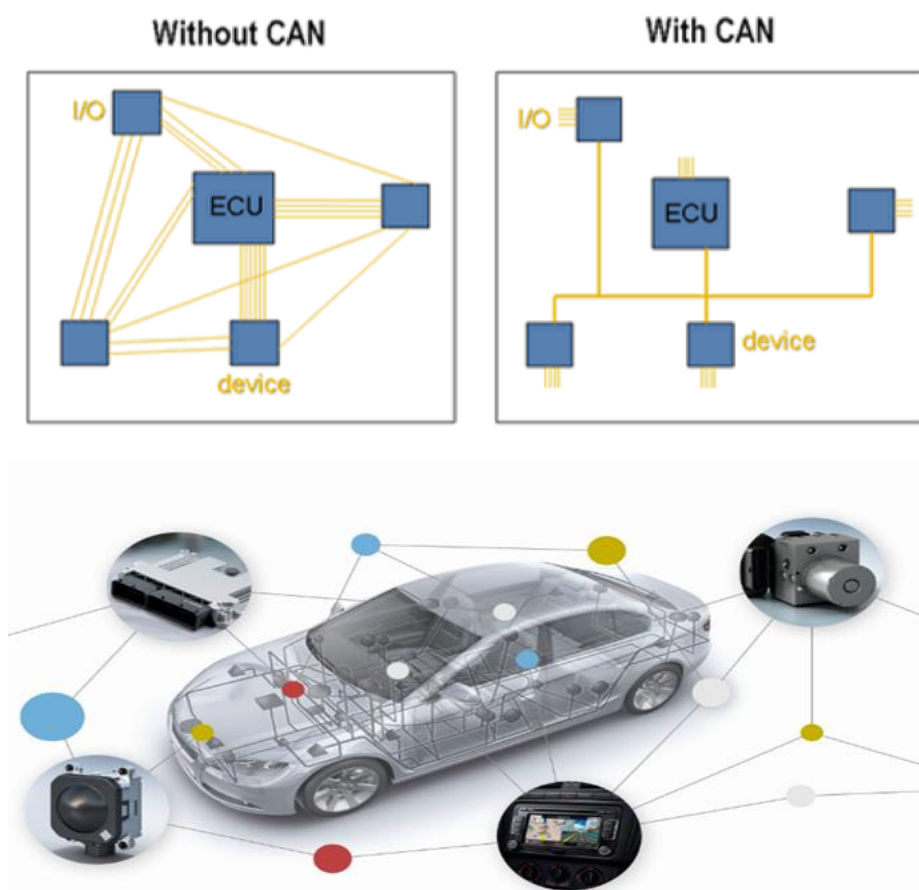 Without CAN
With CAN
I/O
ECU
device
I/O
ECU
device